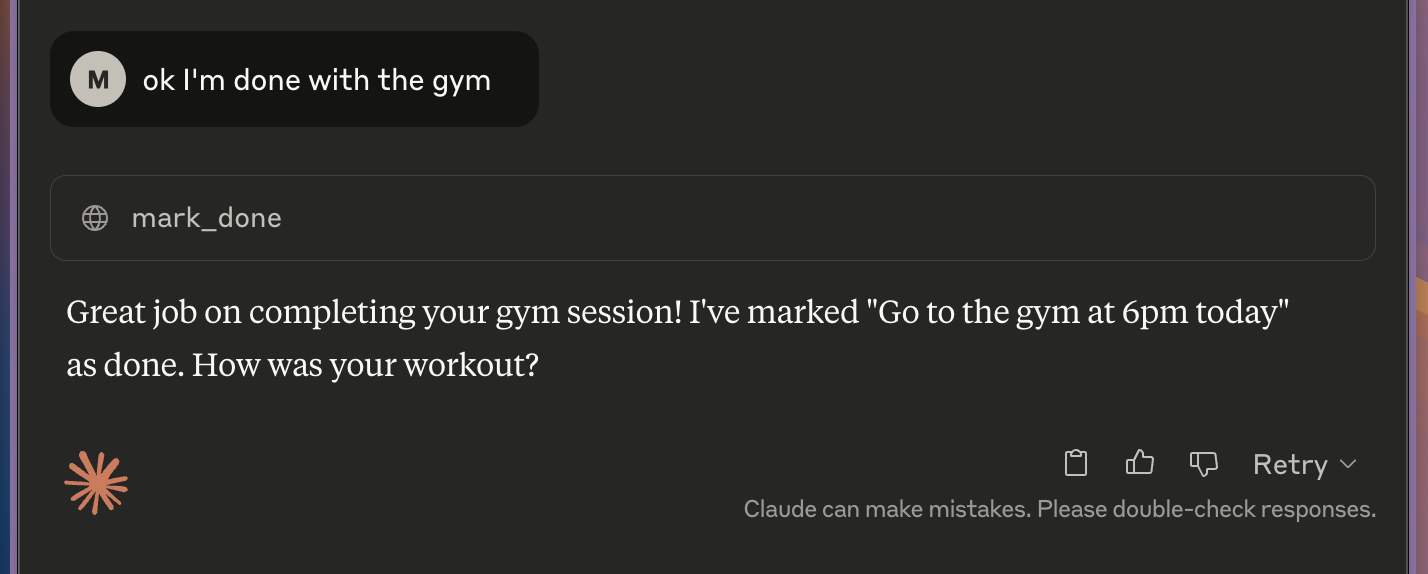 M
ok I'm done with the gym
mark_done
Great job on completing your gym session! I've marked "Go to the gym at 6pm today"
as done. How was your workout?
Retry
Claude can make mistakes. Please double-check responses.